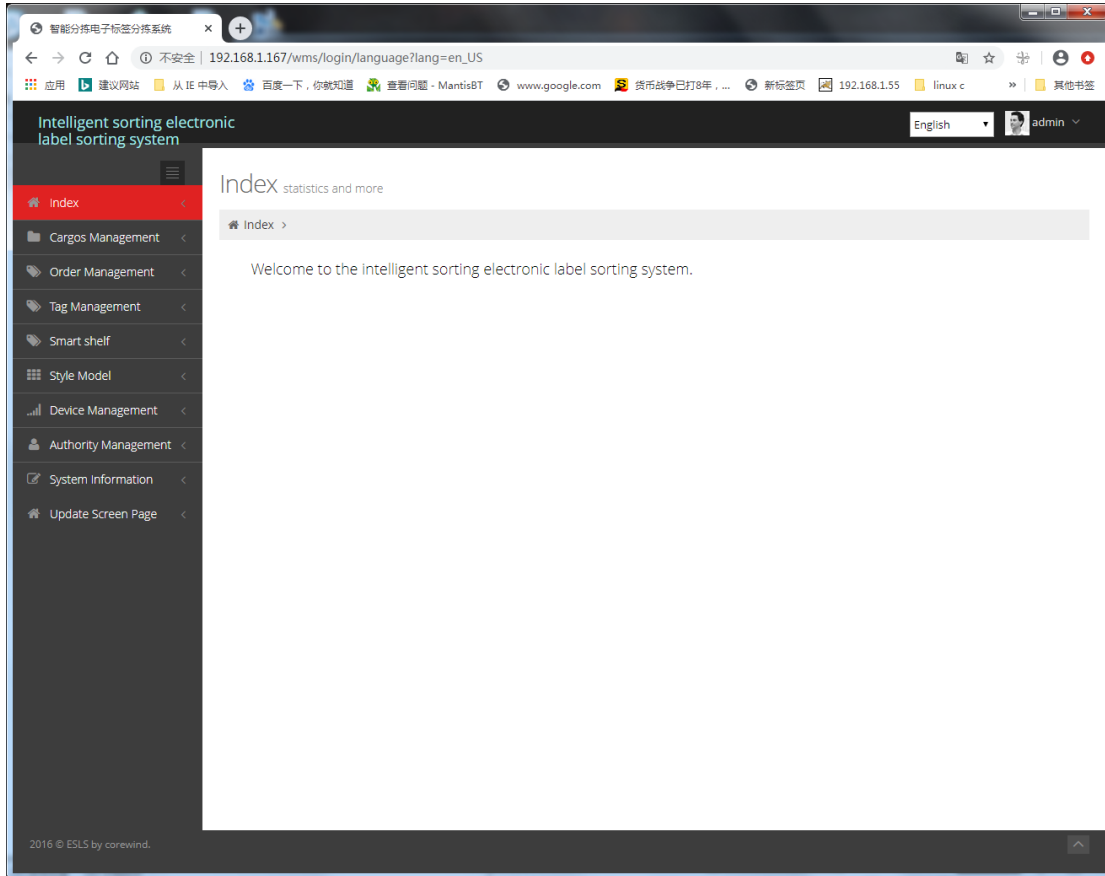 智能分拣电子标签分拣系统
不安全 | 192.168.1.167/wms/login/language?lang=en_US
应用 建议网站 从 IE 中导入 百度一下，你就知道 查看问题 - MantisBT www.google.com 货币战争已打8年，... 新标签页 192.168.1.55 linux c » 其他书签
Intelligent sorting electronic
label sorting system
English
admin
Index
Cargos Management
Order Management
Tag Management
Smart shelf
Style Model
Device Management
Authority Management
System Information
Update Screen Page
Index statistics and more
Index >
Welcome to the intelligent sorting electronic label sorting system.
2016 © ESLS by corewind.